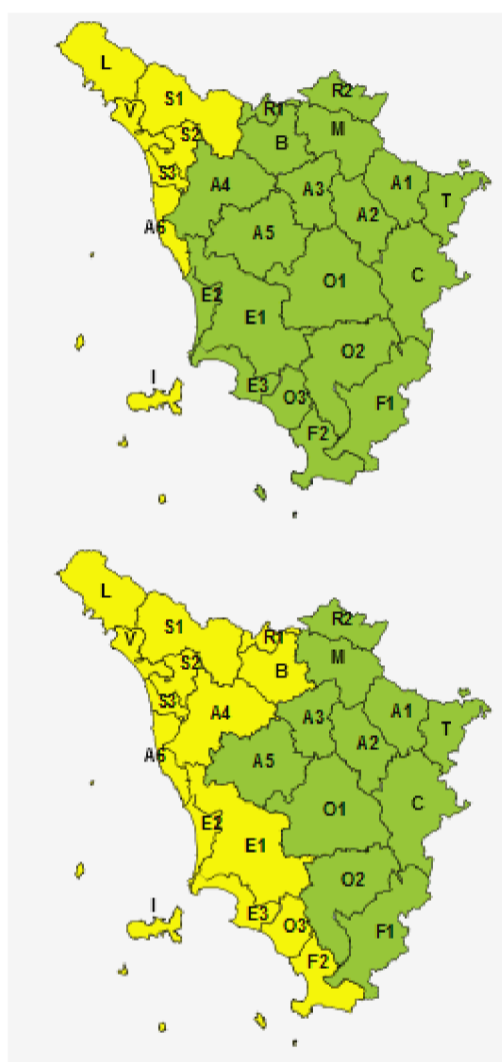 L
R2
S1
V
R1
S2
B
M
S3
A4
A3
A1
T
A6
A5
A2
C
E2
E1
O1
O2
I
E3
O3
F1
F2
L
R2
S1
V
R1
S2
B
M
S3
A4
A3
A1
T
A6
A5
A2
C
E2
E1
O1
O2
I
E3
O3
F1
F2